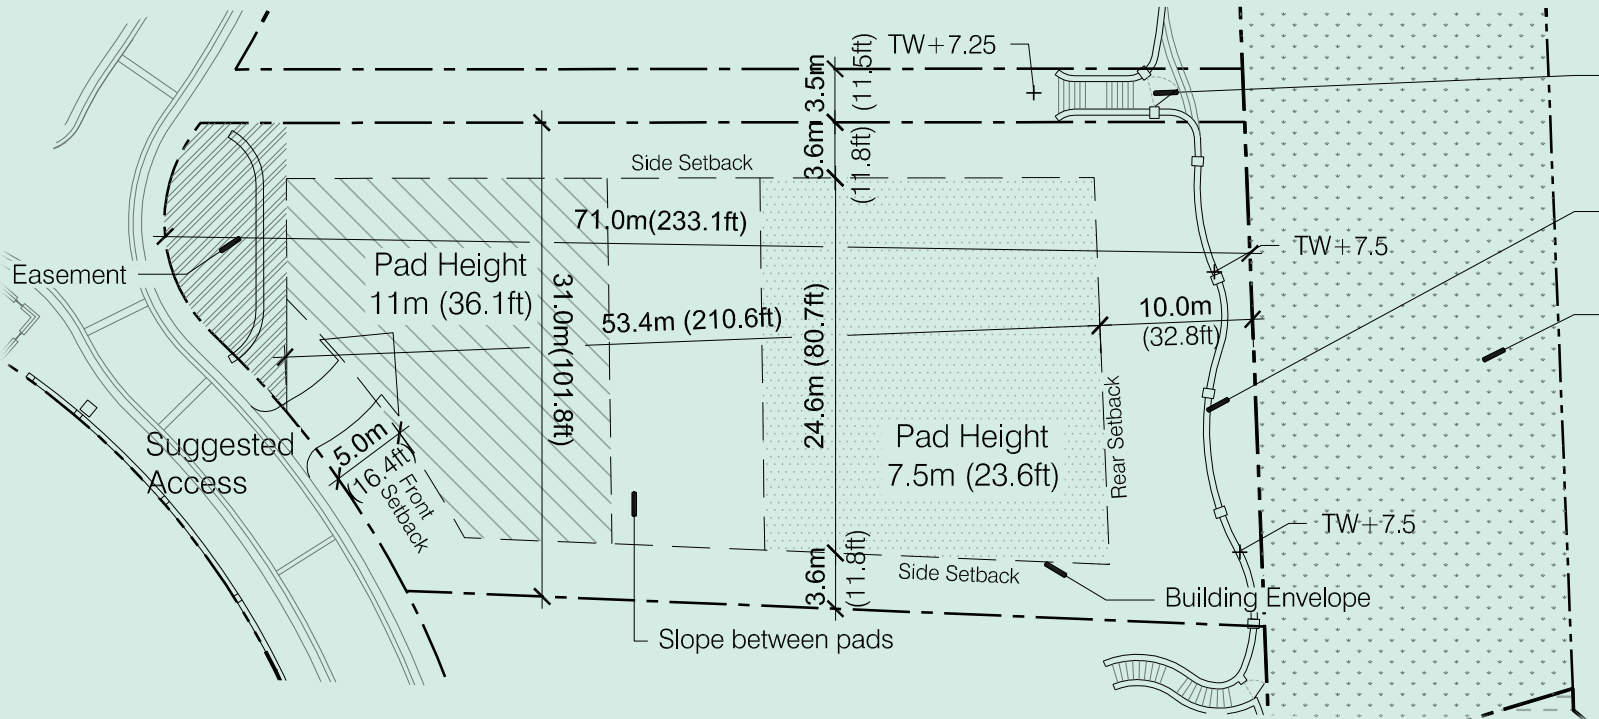 TW+7.25
3.5m
(11.5ft)
3.6m
(11.8ft)
Side Setback
71.0m(233.1ft)
TW+7.5
Easement
Pad Height
11m (36.1ft)
31.0m(101.8ft)
53.4m (210.6ft)
24.6m (80.7ft)
10.0m
(32.8ft)
Rear Setback
Suggested
Access
5.0m
(16.4ft)
Front
Setback
Pad Height
7.5m (23.6ft)
TW+7.5
3.6m
(11.8ft)
Side Setback
Building Envelope
Slope between pads